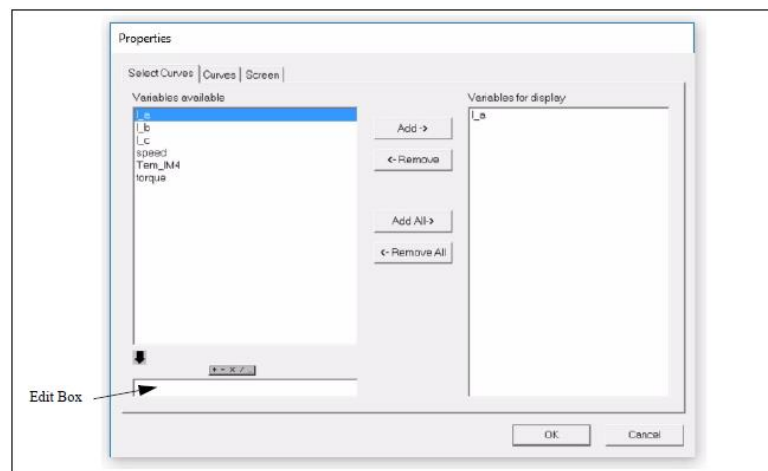 Properties
Select Curves Curves Screen
Variables available
I_a
I_b
I_c
speed
Tem_IM4
torque
Add ->
<- Remove
Add All->
<- Remove All
Variables for display
I_a
+ - x / ..
Edit Box
OK
Cancel